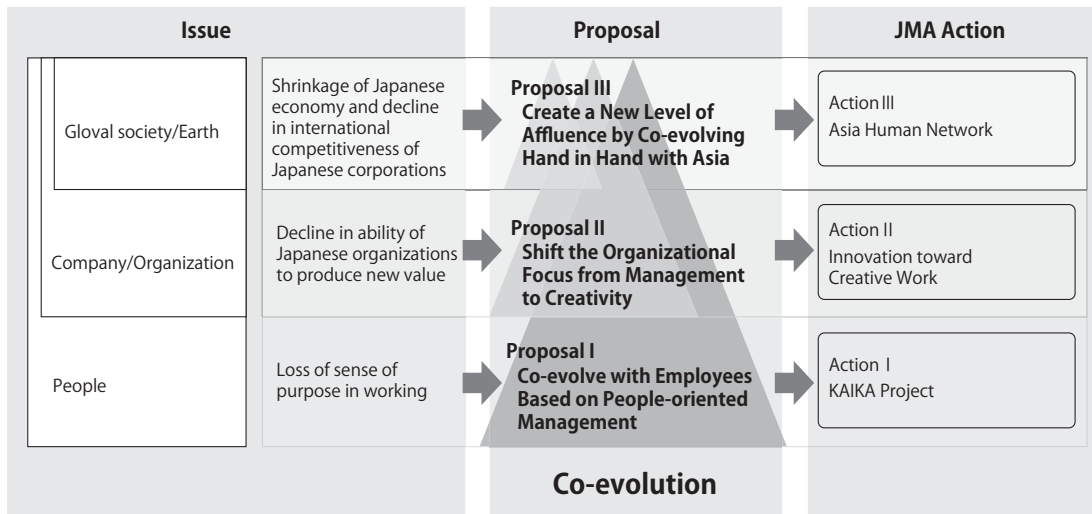 Issue
Proposal
JMA Action
Gloval society/Earth
Shrinkage of Japanese
economy and decline
in international
competitiveness of
Japanese corporations
Proposal III
Create a New Level of
Affluence by Co-evolving
Hand in Hand with Asia
Action III
Asia Human Network
Company/Organization
Decline in ability of
Japanese organizations
to produce new value
Proposal II
Shift the Organizational
Focus from Management
to Creativity
Action II
Innovation toward
Creative Work
People
Loss of sense of
purpose in working
Proposal I
Co-evolve with Employees
Based on People-oriented
Management
Action I
KAIKA Project
Co-evolution